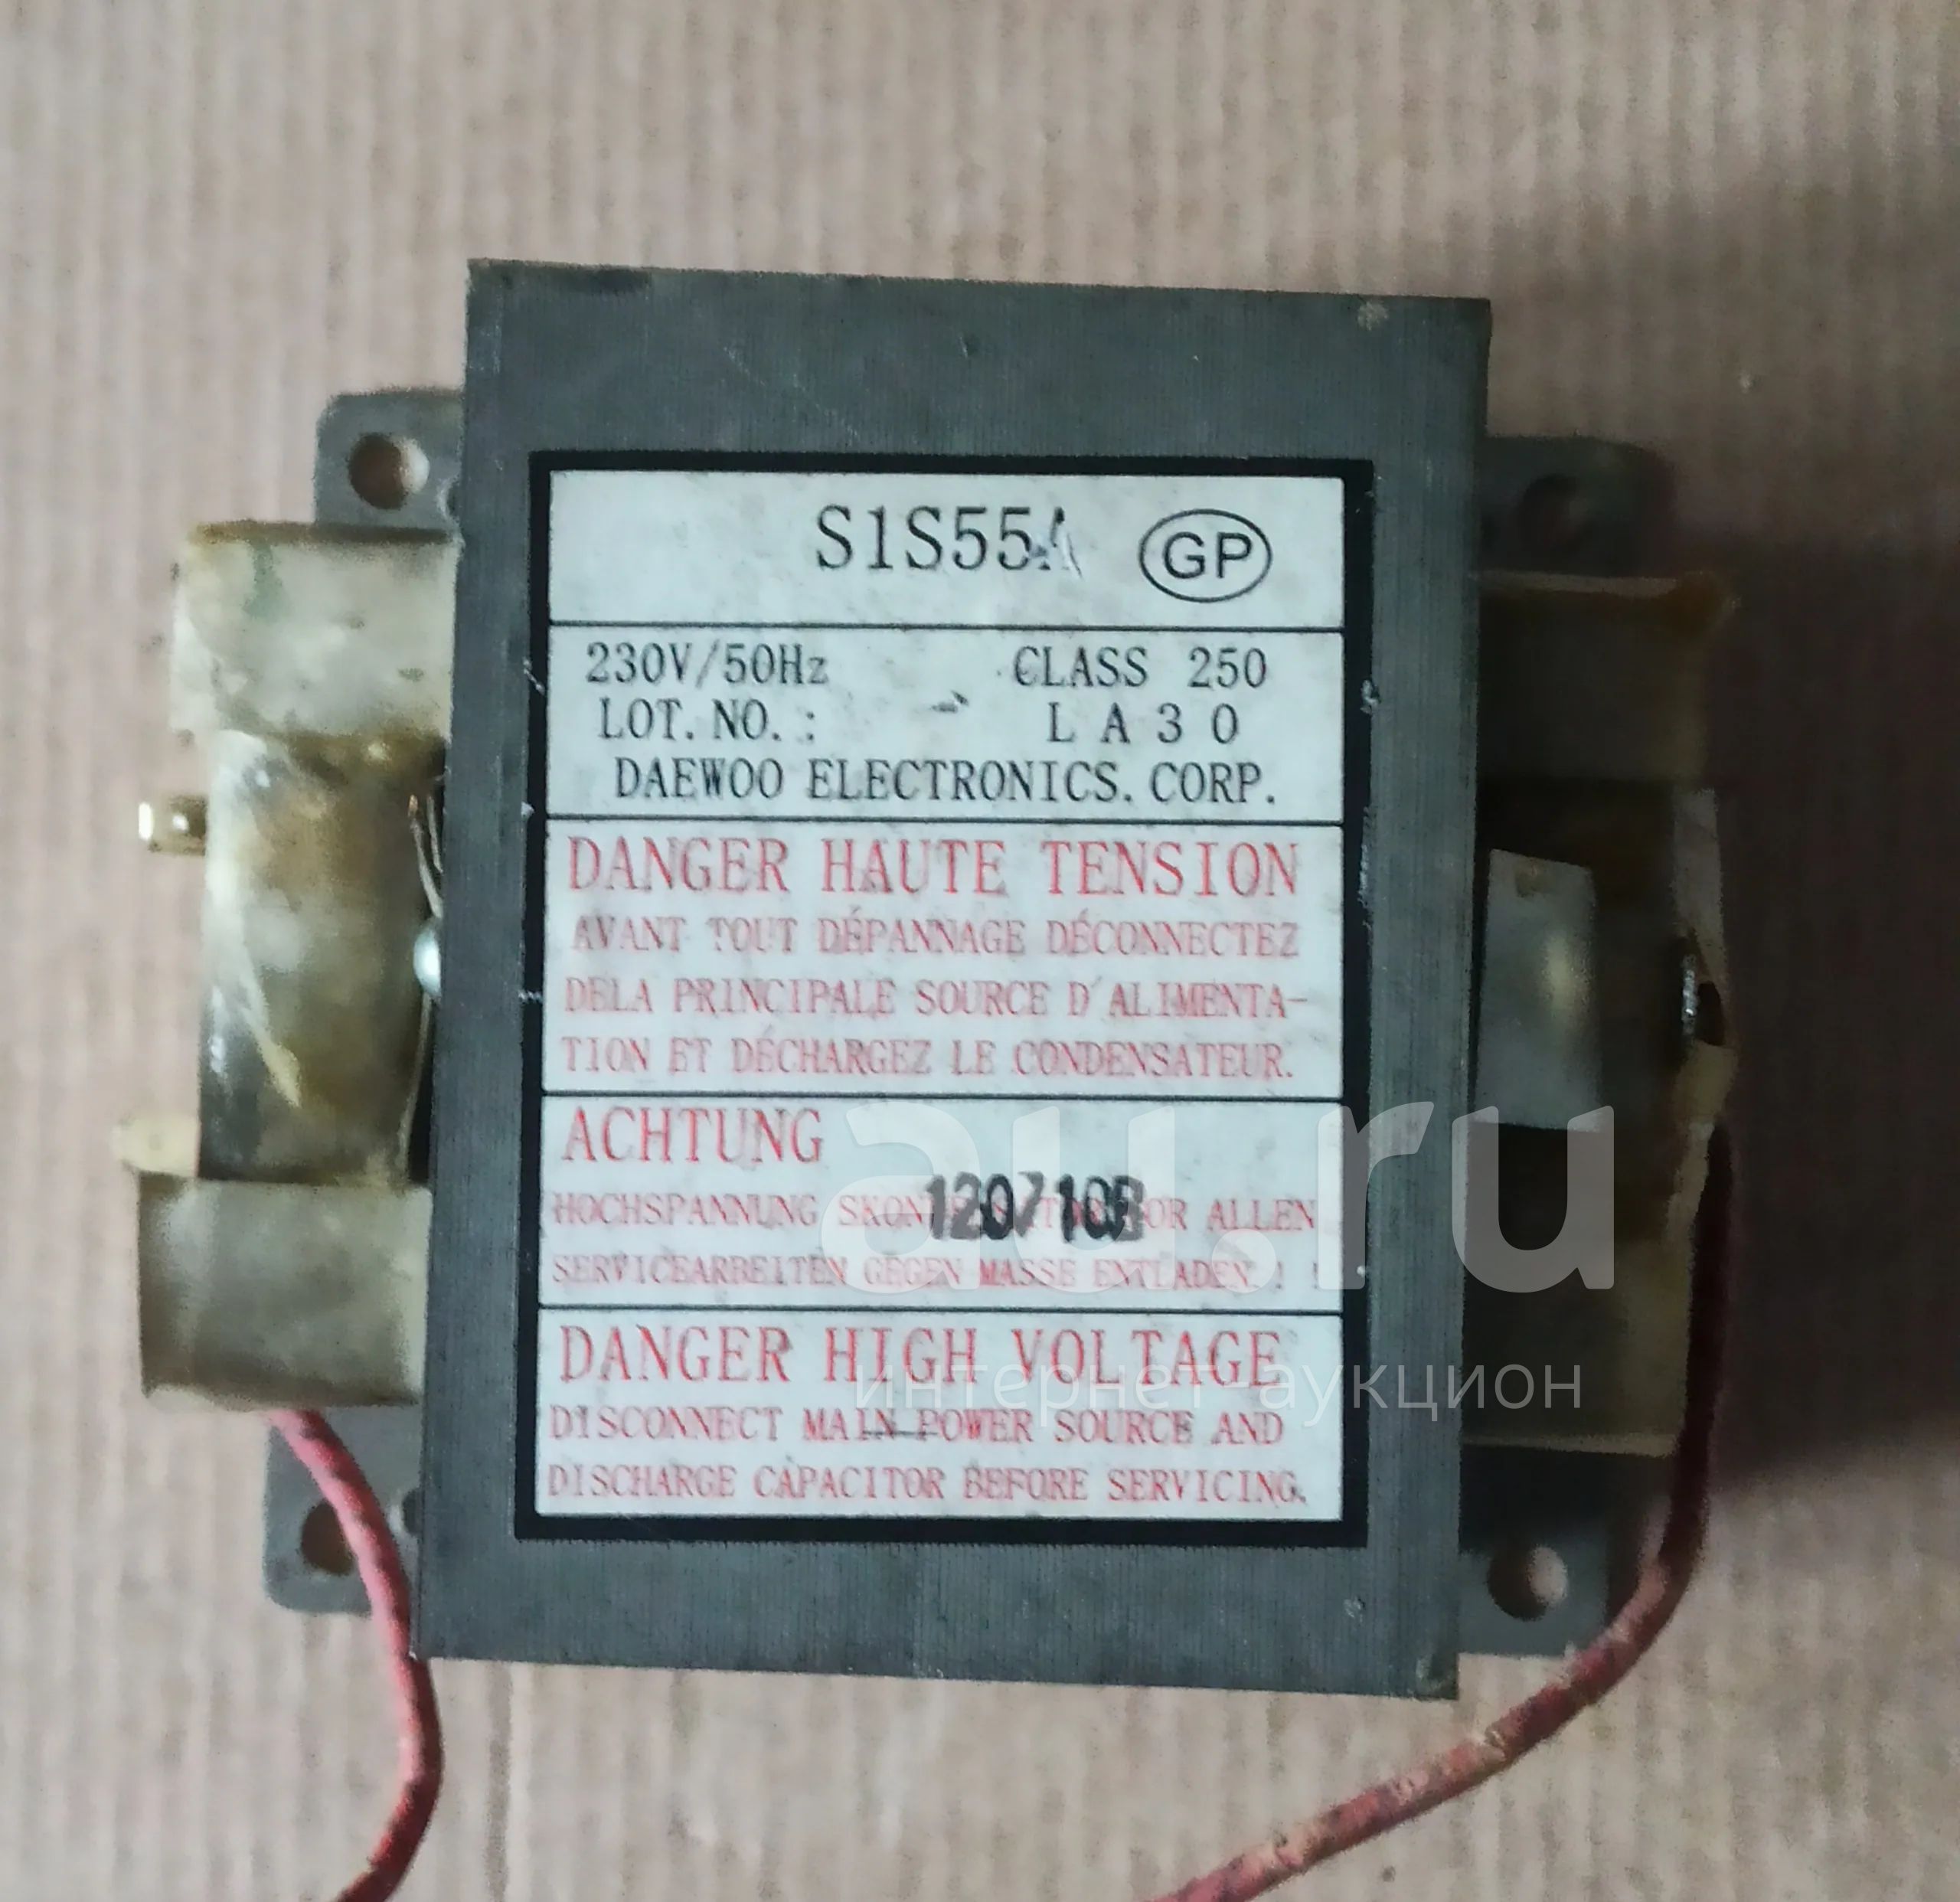 S1S55A GP
230V/50Hz CLASS 250
LOT. NO. : LA30
DAEWOO ELECTRONICS. CORP.
DANGER HAUTE TENSION
AVANT TOUT DÉPANNAGE DÉCONNECTEZ
DELA PRINCIPALE SOURCE D'ALIMENTA-
TION ET DÉCHARGEZ LE CONDENSATEUR.
ACHTUNG
120710B
HOCHSPANNUNG ALLEN
SERVICEARBEITEN GEGEN MASSE ENTLADEN. ! !
au.ru
DANGER HIGH VOLTAGE
интернет-аукцион
DISCONNECT MAIN POWER SOURCE AND
DISCHARGE CAPACITOR BEFORE SERVICING.